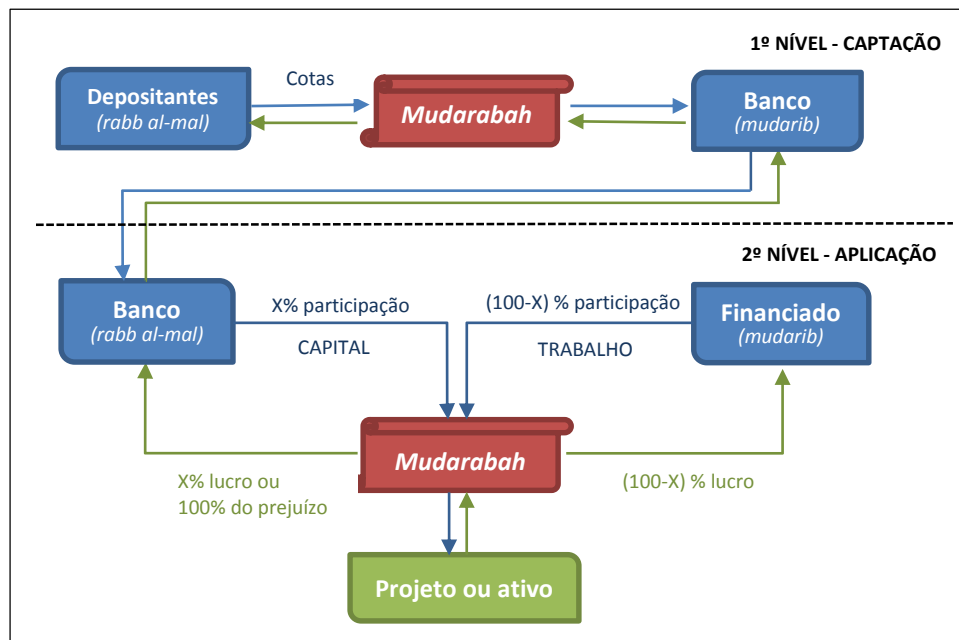 1º NÍVEL - CAPTAÇÃO
Depositantes
(rabb al-mal)
Cotas
Mudarabah
Banco
(mudarib)
2º NÍVEL - APLICAÇÃO
Banco
(rabb al-mal)
X% participação
CAPITAL
(100-X) % participação
TRABALHO
Financiado
(mudarib)
Mudarabah
X% lucro ou
100% do prejuízo
(100-X) % lucro
Projeto ou ativo